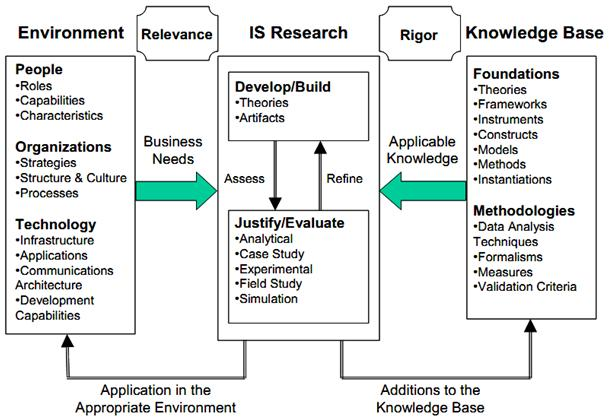 Environment
Relevance
IS Research
Rigor
Knowledge Base
People
•Roles
•Capabilities
•Characteristics
Organizations
•Strategies
•Structure & Culture
•Processes
Technology
•Infrastructure
•Applications
•Communications
Architecture
•Development
Capabilities
Business
Needs
Develop/Build
•Theories
•Artifacts
Assess
Refine
Justify/Evaluate
•Analytical
•Case Study
•Experimental
•Field Study
•Simulation
Applicable
Knowledge
Foundations
•Theories
•Frameworks
•Instruments
•Constructs
•Models
•Methods
•Instantiations
Methodologies
•Data Analysis
Techniques
•Formalisms
•Measures
•Validation Criteria
Application in the
Appropriate Environment
Additions to the
Knowledge Base